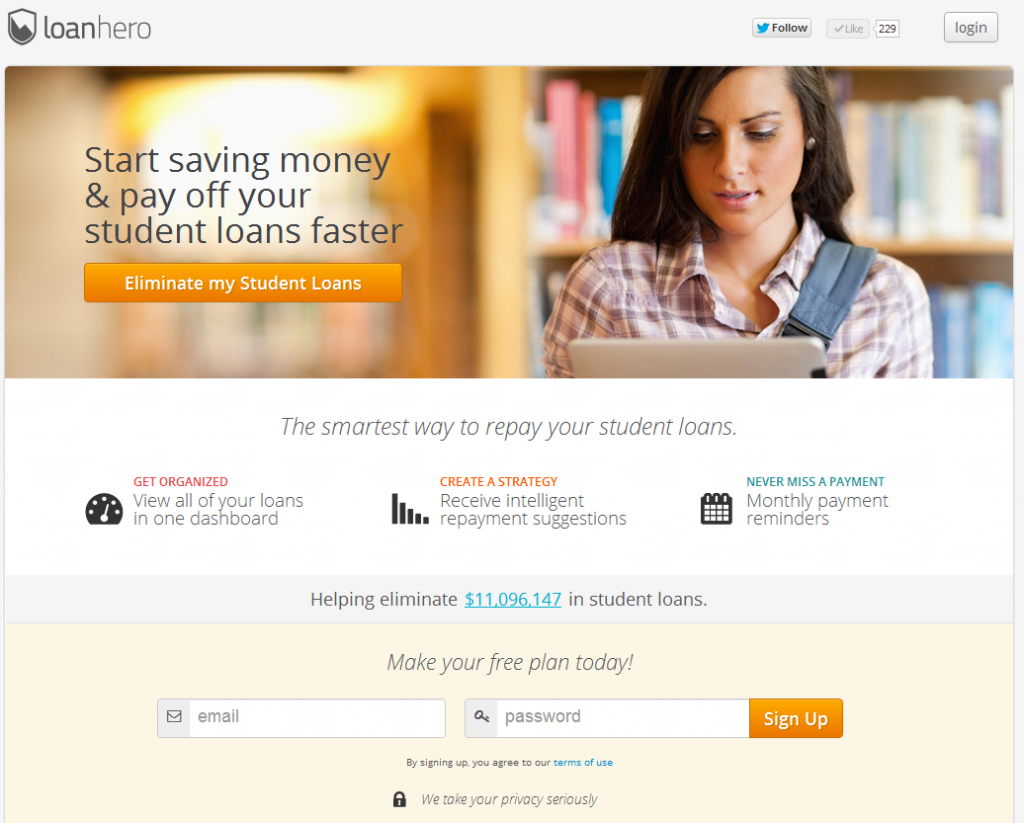 loanhero
Follow
Like
229
login
Start saving money
& pay off your
student loans faster
Eliminate my Student Loans
The smartest way to repay your student loans.
GET ORGANIZED
View all of your loans
in one dashboard
CREATE A STRATEGY
Receive intelligent
repayment suggestions
NEVER MISS A PAYMENT
Monthly payment
reminders
Helping eliminate $11,096,147 in student loans.
Make your free plan today!
email
password
Sign Up
By signing up, you agree to our terms of use
We take your privacy seriously